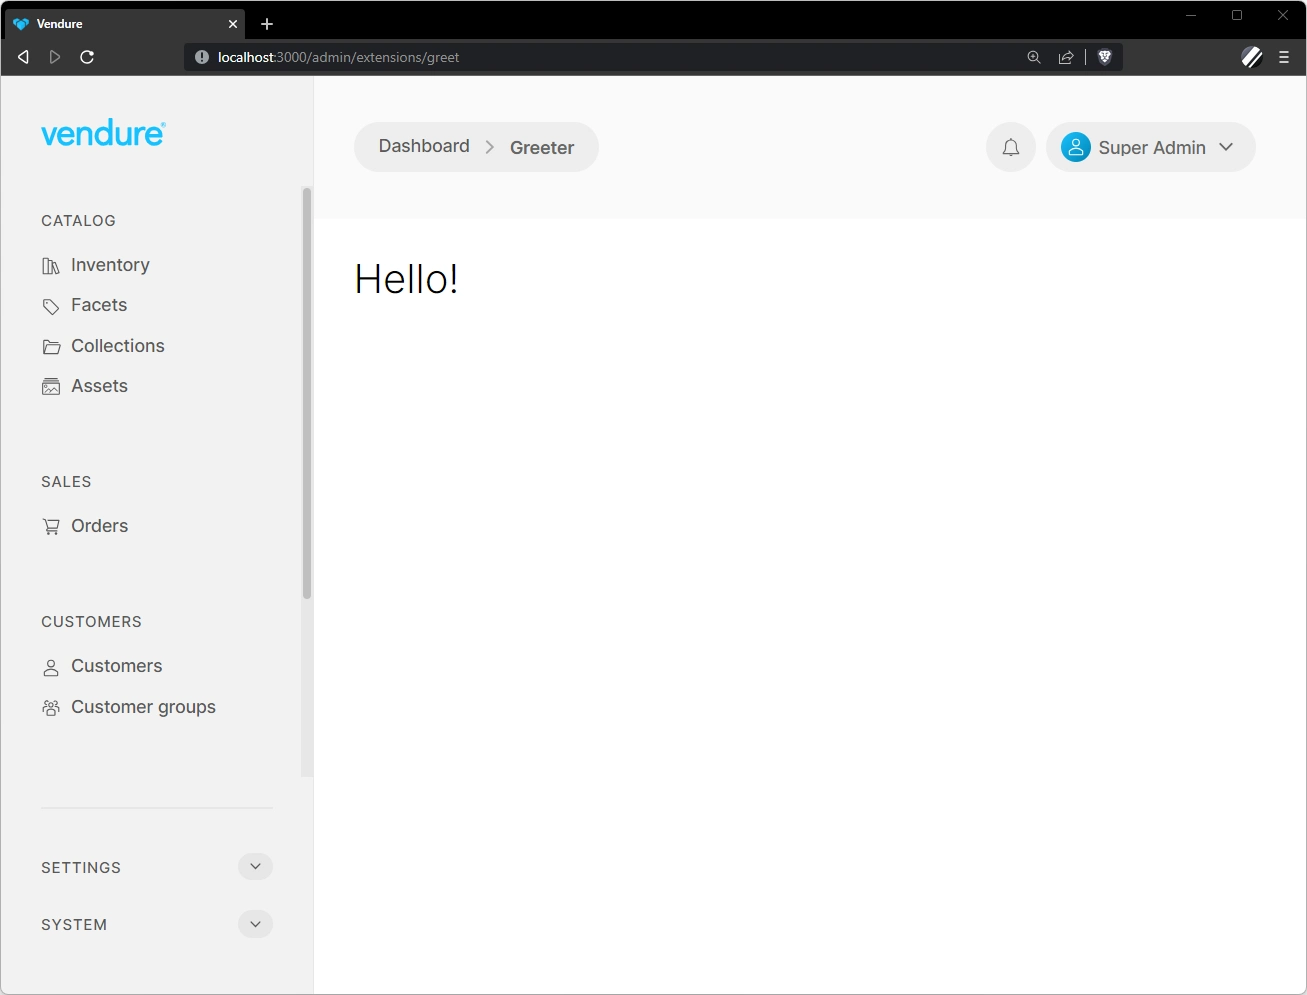 Vendure
localhost:3000/admin/extensions/greet
vendure®
Dashboard > Greeter
Super Admin
CATALOG
Inventory
Facets
Collections
Assets
SALES
Orders
CUSTOMERS
Customers
Customer groups
SETTINGS
SYSTEM
Hello!